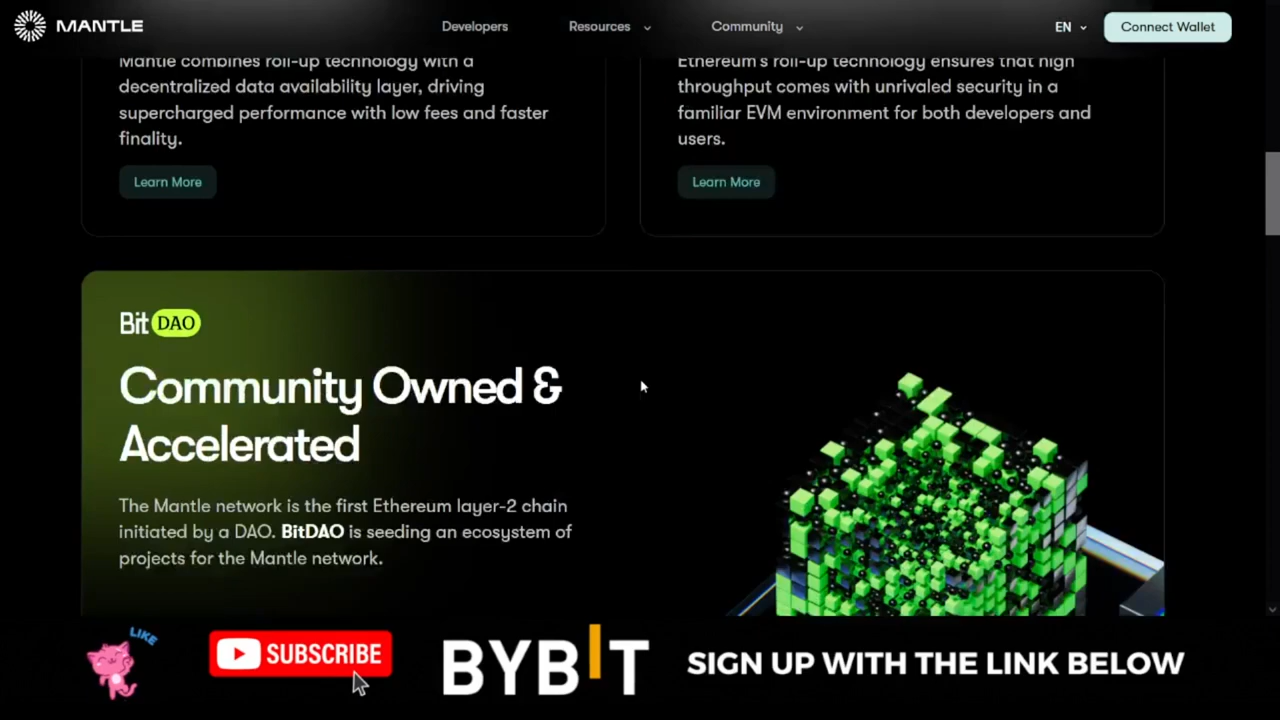 MANTLE
Developers
Resources
Community
EN
Connect Wallet
Mantle combines roll-up technology with a
decentralized data availability layer, driving
supercharged performance with low fees and faster
finality.
Learn More
Ethereum's roll-up technology ensures that high
throughput comes with unrivaled security in a
familiar EVM environment for both developers and
users.
Learn More
Bit DAO
Community Owned &
Accelerated
The Mantle network is the first Ethereum layer-2 chain
initiated by a DAO. BitDAO is seeding an ecosystem of
projects for the Mantle network.
LIKE
SUBSCRIBE
BYBIT
SIGN UP WITH THE LINK BELOW